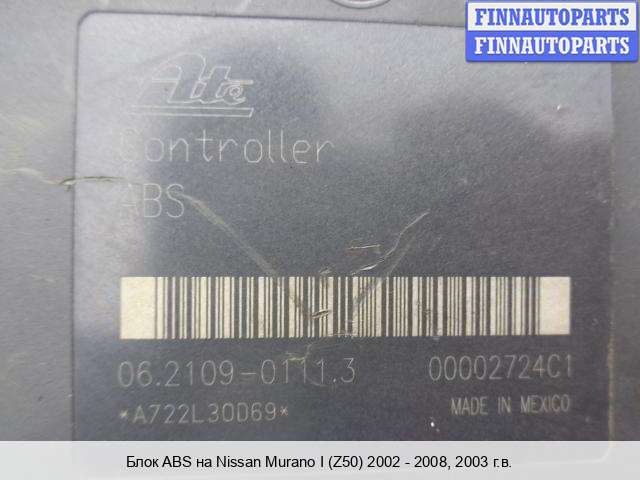 FINNAUTOPARTS
FINNAUTOPARTS
Ate
Controller
ABS
06.2109-0111.3 00002724C1
*A722L30D69* MADE IN MEXICO
Блок ABS на Nissan Murano I (Z50) 2002 - 2008, 2003 г.в.